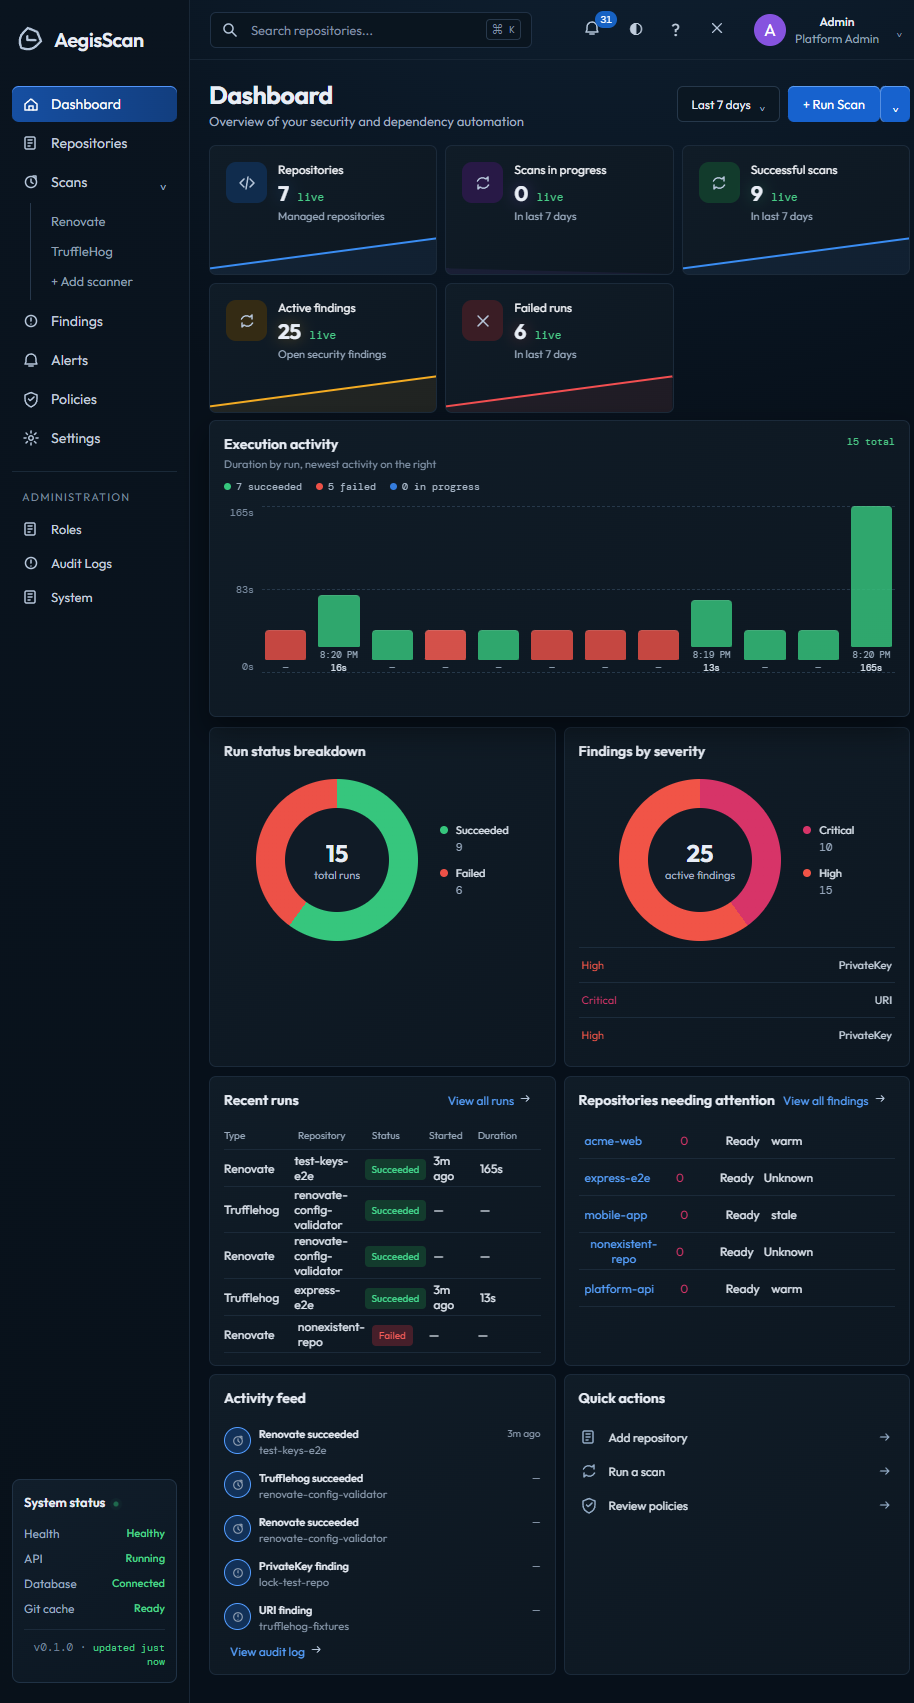 AegisScan
Search repositories...
⌘ K
31
?
A
Admin
Platform Admin
Dashboard
Repositories
Scans
Renovate
TruffleHog
+ Add scanner
Findings
Alerts
Policies
Settings
ADMINISTRATION
Roles
Audit Logs
System
System status
Health Healthy
API Running
Database Connected
Git cache Ready
v0.1.0 · updated just
now
Dashboard
Overview of your security and dependency automation
Last 7 days
+ Run Scan
Repositories
7 live
Managed repositories
Scans in progress
0 live
In last 7 days
Successful scans
9 live
In last 7 days
Active findings
25 live
Open security findings
Failed runs
6 live
In last 7 days
Execution activity
15 total
Duration by run, newest activity on the right
7 succeeded 5 failed 0 in progress
165s
83s
0s
8:20 PM 8:19 PM 8:20 PM
— 16s — — — — — — 13s — — 165s
Run status breakdown
15
total runs
Succeeded
9
Failed
6
Findings by severity
25
active findings
Critical
10
High
15
High PrivateKey
Critical URI
High PrivateKey
Recent runs
View all runs →
Type Repository Status Started Duration
Renovate test-keys-e2e Succeeded 3m ago 165s
Trufflehog renovate-config-validator Succeeded — —
Renovate renovate-config-validator Succeeded — —
Trufflehog express-e2e Succeeded 3m ago 13s
Renovate nonexistent-repo Failed — —
Repositories needing attention
View all findings →
acme-web 0 Ready warm
express-e2e 0 Ready Unknown
mobile-app 0 Ready stale
nonexistent-repo 0 Ready Unknown
platform-api 0 Ready warm
Activity feed
Renovate succeeded 3m ago
test-keys-e2e
Trufflehog succeeded —
renovate-config-validator
Renovate succeeded —
renovate-config-validator
PrivateKey finding —
lock-test-repo
URI finding —
trufflehog-fixtures
View audit log →
Quick actions
Add repository →
Run a scan →
Review policies →